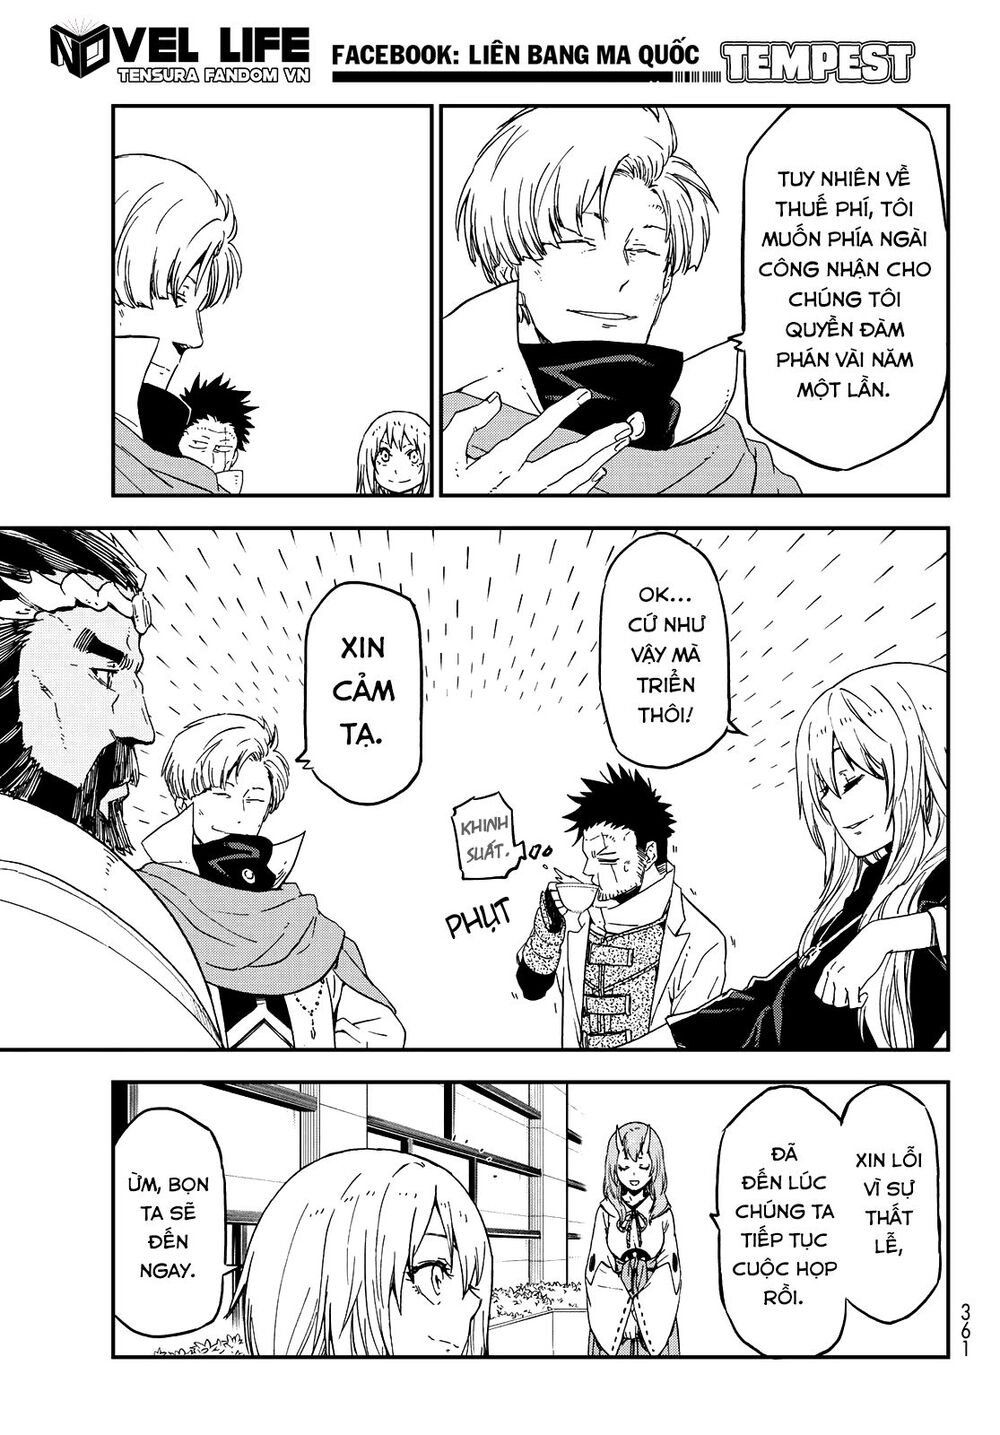 NOVEL LIFE
TENSURA FANDOM VN
FACEBOOK: LIÊN BANG MA QUỐC
TEMPEST
TUY NHIÊN VỀ
THUẾ PHÍ, TÔI
MUỐN PHÍA NGÀI
CÔNG NHẬN CHO
CHÚNG TÔI
QUYỀN ĐÀM
PHÁN VÀI NĂM
MỘT LẦN.
OK...
CỨ NHƯ
VẬY MÀ
TRIỂN
THÔI!
XIN
CẢM
TẠ.
KHINH
SUẤT.
PHỤT
XIN LỖI
VÌ SỰ
THẤT
LỄ,
ĐÃ
ĐẾN LÚC
CHÚNG TA
TIẾP TỤC
CUỘC HỌP
RỒI.
ỪM, BỌN
TA SẼ
ĐẾN
NGAY.
361